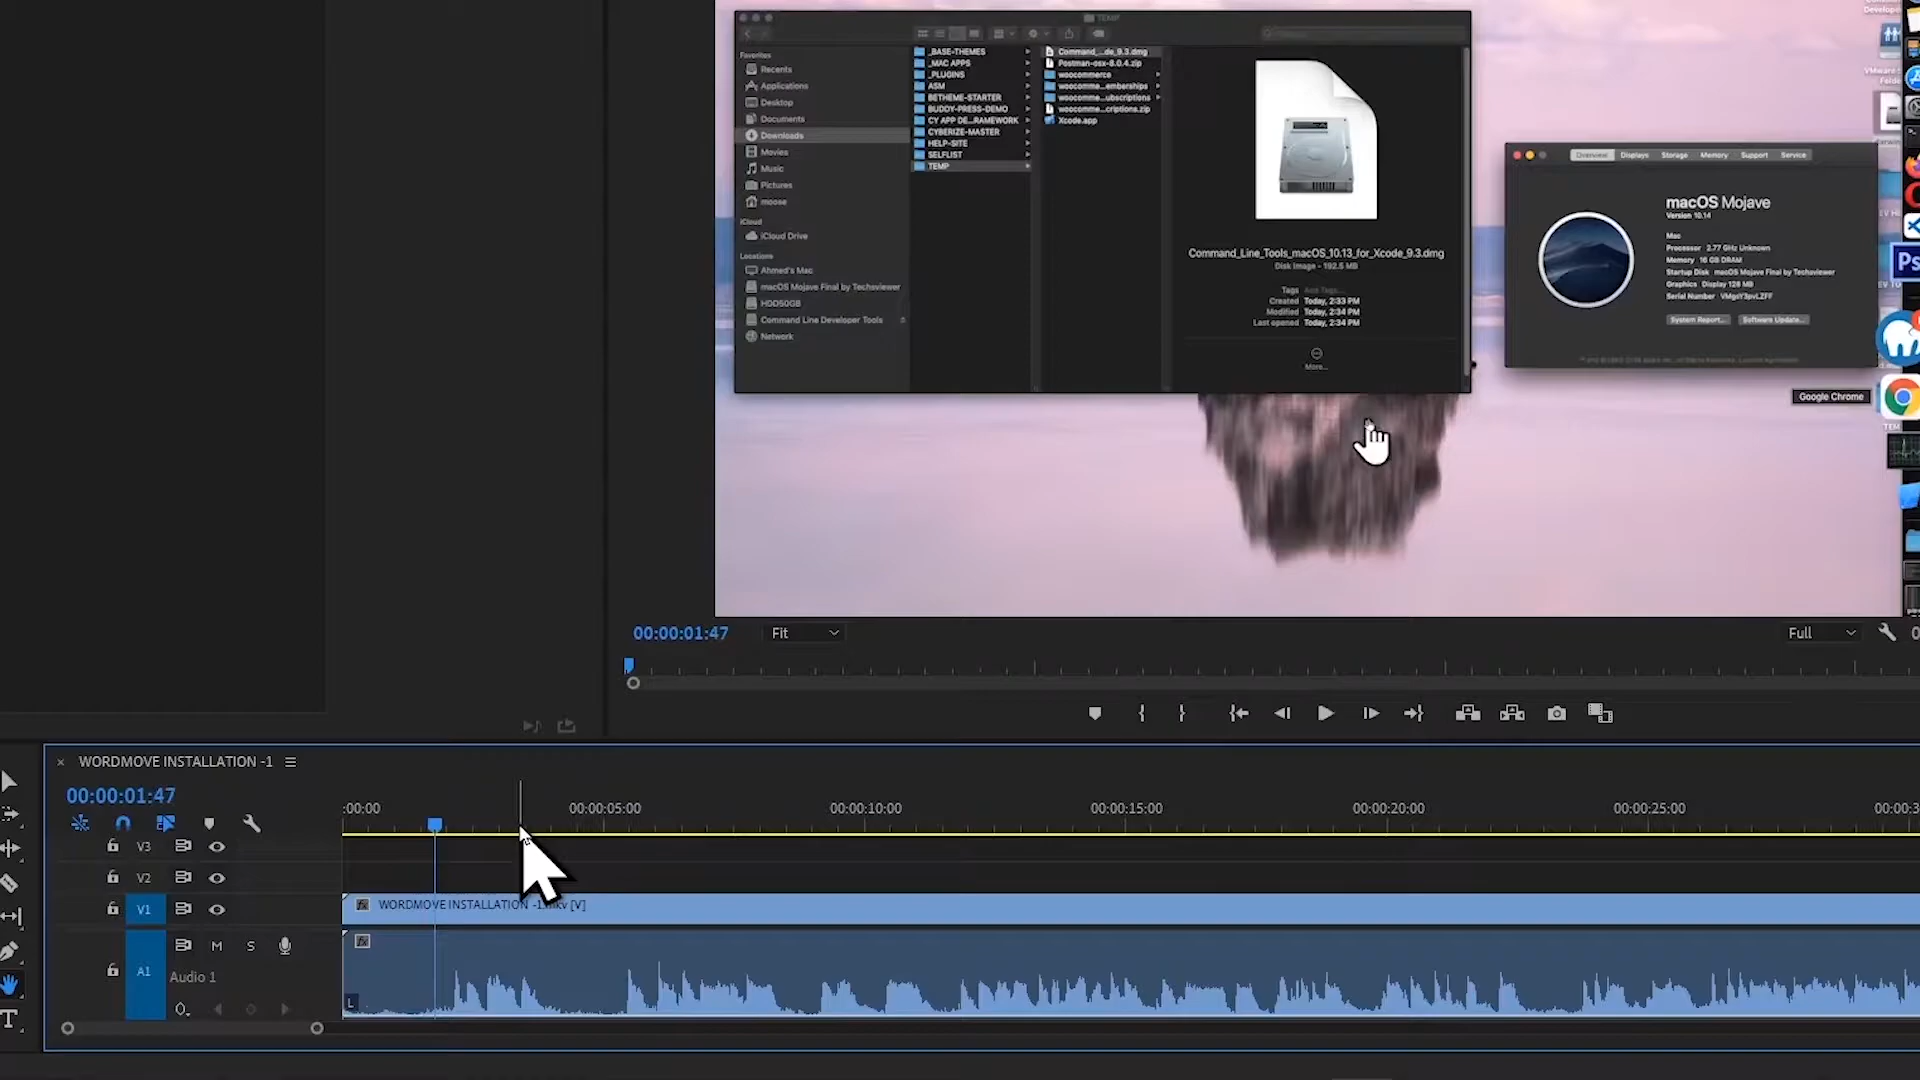 TEMP
Favorites
Recents
Applications
Desktop
Documents
Downloads
Movies
Music
Pictures
moose
iCloud
iCloud Drive
Locations
Ahmed's Mac
macOS Mojave Final by Techsviewer
HDD50GB
Command Line Developer Tools
Network
_BASE-THEMES
_MAC APPS
_PLUGINS
ASM
BETHEME-STARTER
BUDDY-PRESS-DEMO
CY APP DE...RAMEWORK
CYBERIZE-MASTER
HELP-SITE
SELFLIST
TEMP
Command_...de_9.3.dmg
Postman-osx-8.0.4.zip
woocommerce
woocomme...emberships
woocomme...ubscriptions
woocomme...criptions.zip
Xcode.app
Command_Line_Tools_macOS_10.13_for_Xcode_9.3.dmg
Disk Image - 192.5 MB
Tags Add Tags...
Created Today, 2:33 PM
Modified Today, 2:34 PM
Last opened Today, 2:34 PM
More...
Overview Displays Storage Memory Support Service
macOS Mojave
Version 10.14
Mac
Processor 2.77 GHz Unknown
Memory 16 GB DRAM
Startup Disk macOS Mojave Final by Techsviewer
Graphics Display 128 MB
Serial Number
System Report... Software Update...
Google Chrome
Ps
TEM
00:00:01:47 Fit Full
WORDMOVE INSTALLATION -1
00:00:01:47
:00:00 00:00:05:00 00:00:10:00 00:00:15:00 00:00:20:00 00:00:25:00
V3
V2
V1
WORDMOVE INSTALLATION -1.mkv [V]
fx
A1 M S
Audio 1
L